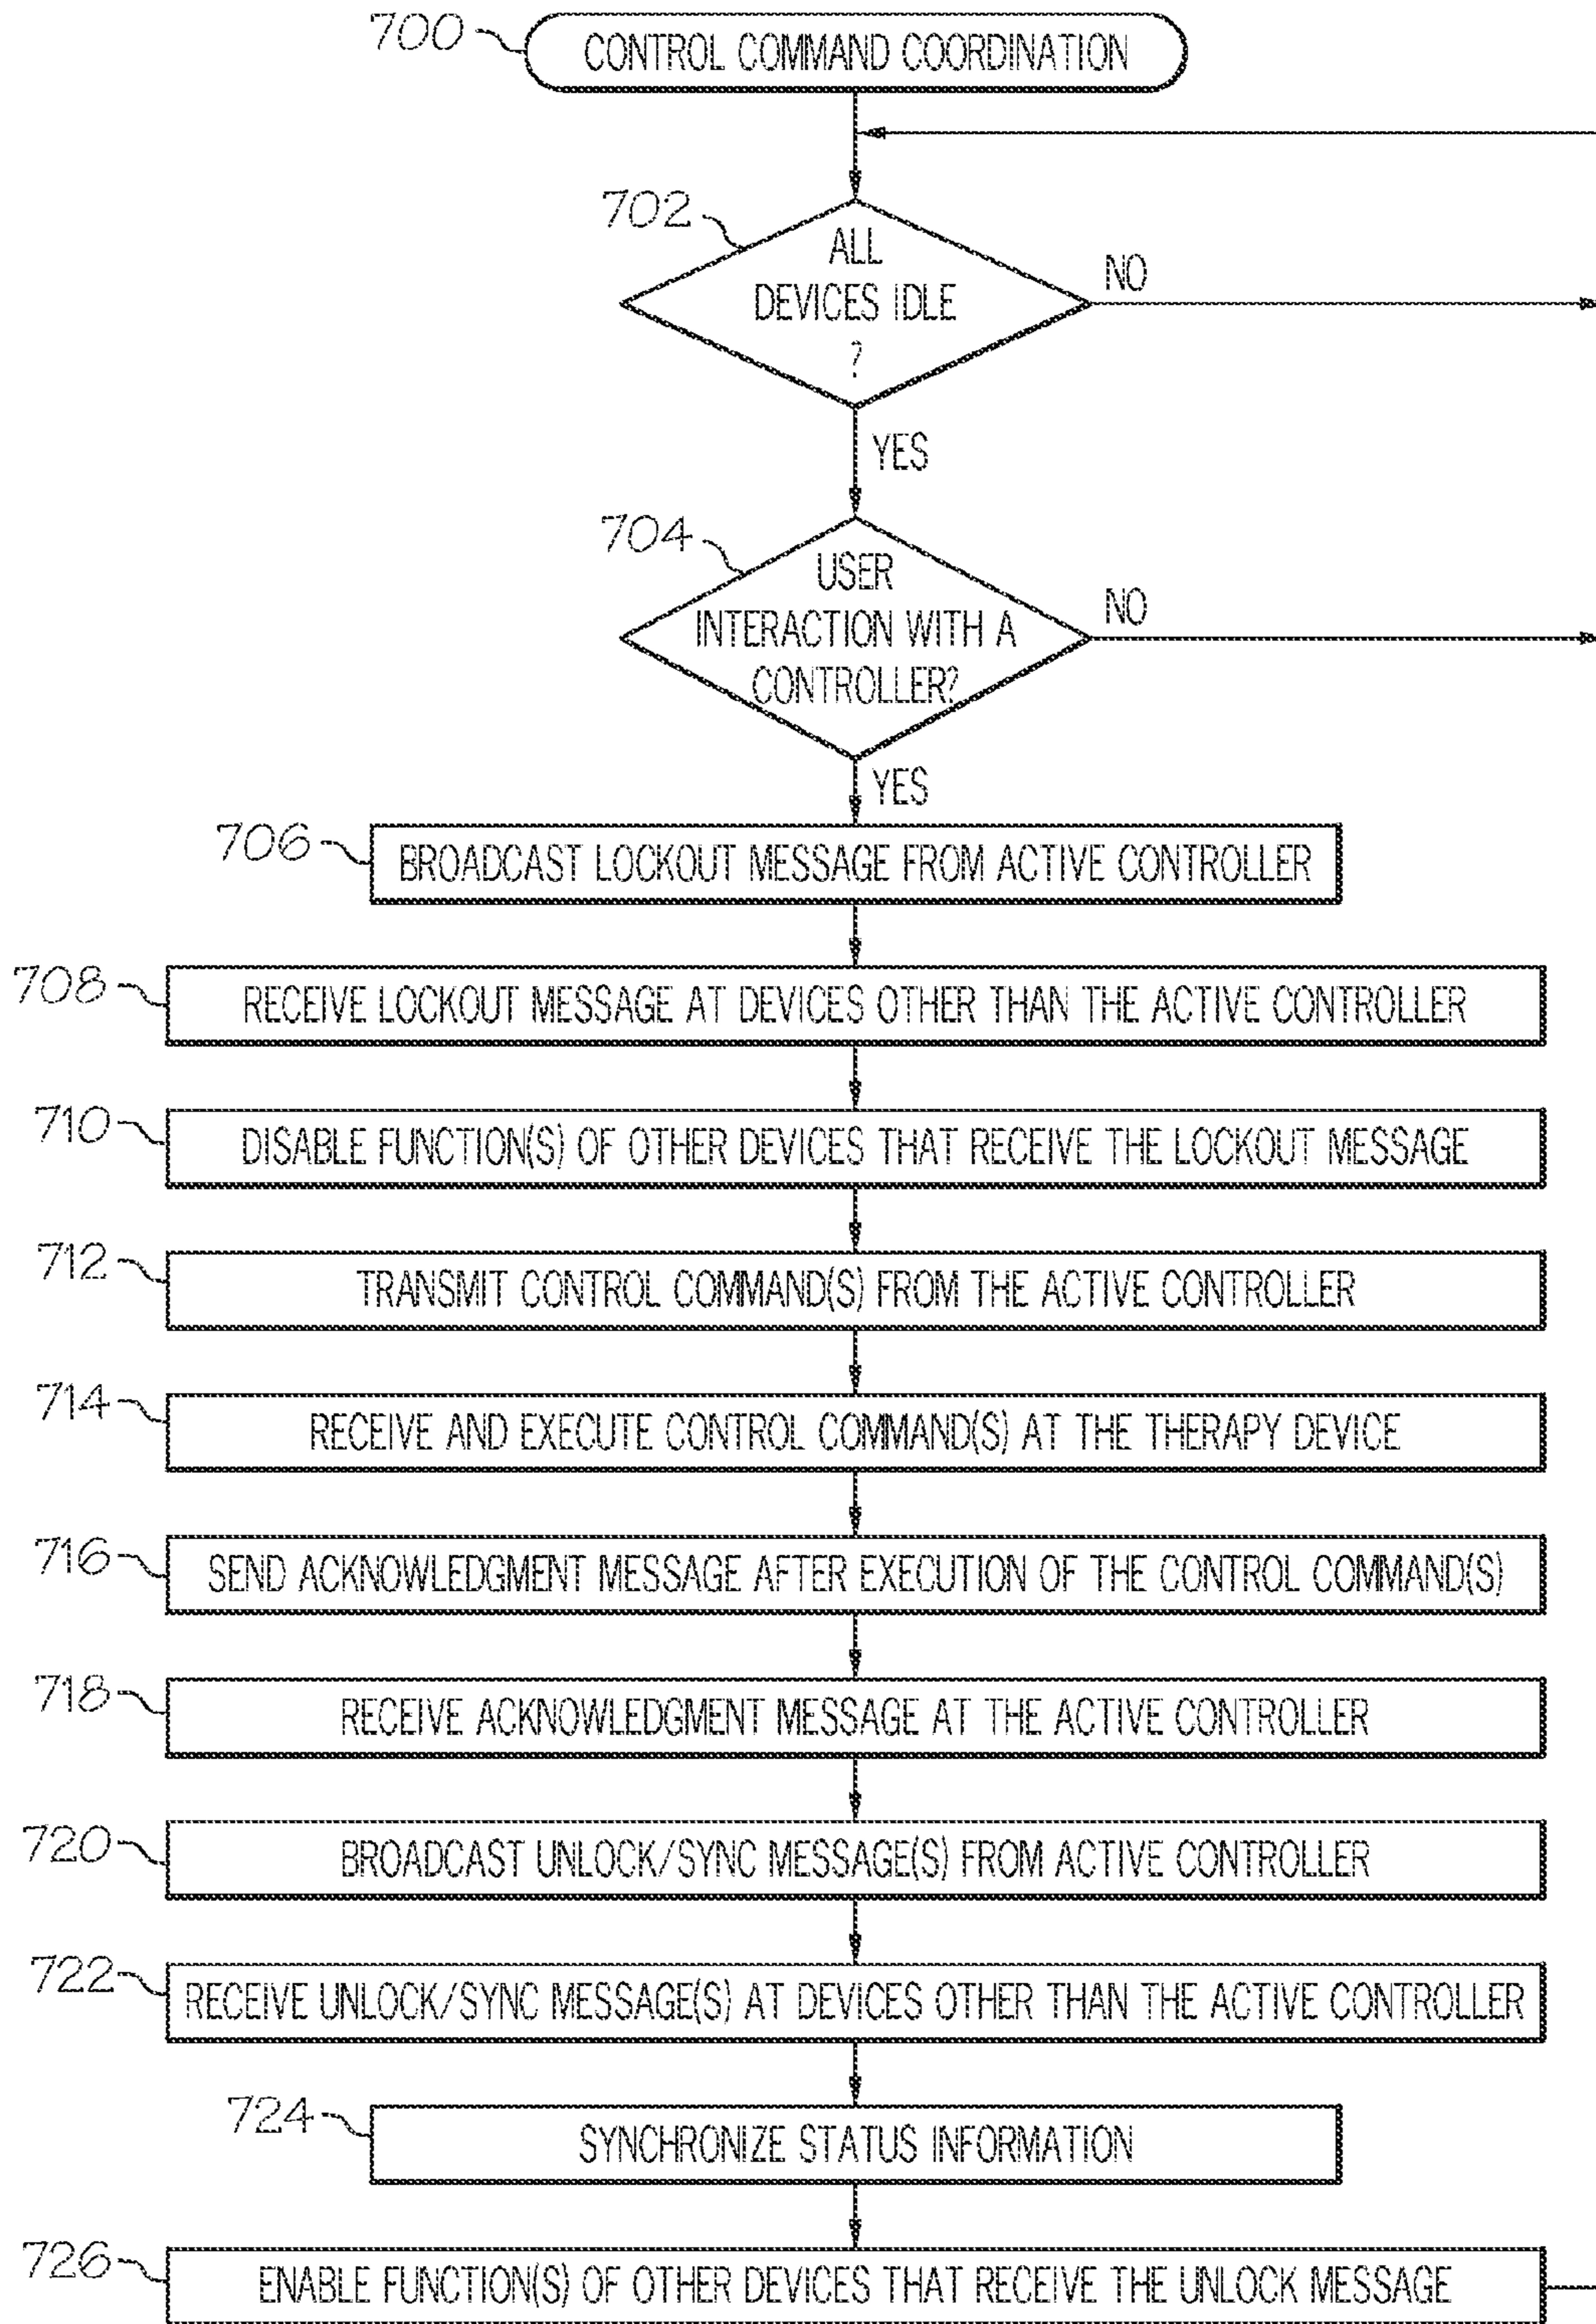 700
CONTROL COMMAND COORDINATION
702
ALL
DEVICES IDLE
?
NO
YES
704
USER
INTERACTION WITH A
CONTROLLER?
NO
YES
706
BROADCAST LOCKOUT MESSAGE FROM ACTIVE CONTROLLER
708
RECEIVE LOCKOUT MESSAGE AT DEVICES OTHER THAN THE ACTIVE CONTROLLER
710
DISABLE FUNCTION(S) OF OTHER DEVICES THAT RECEIVE THE LOCKOUT MESSAGE
712
TRANSMIT CONTROL COMMAND(S) FROM THE ACTIVE CONTROLLER
714
RECEIVE AND EXECUTE CONTROL COMMAND(S) AT THE THERAPY DEVICE
716
SEND ACKNOWLEDGMENT MESSAGE AFTER EXECUTION OF THE CONTROL COMMAND(S)
718
RECEIVE ACKNOWLEDGMENT MESSAGE AT THE ACTIVE CONTROLLER
720
BROADCAST UNLOCK/SYNC MESSAGE(S) FROM ACTIVE CONTROLLER
722
RECEIVE UNLOCK/SYNC MESSAGE(S) AT DEVICES OTHER THAN THE ACTIVE CONTROLLER
724
SYNCHRONIZE STATUS INFORMATION
726
ENABLE FUNCTION(S) OF OTHER DEVICES THAT RECEIVE THE UNLOCK MESSAGE